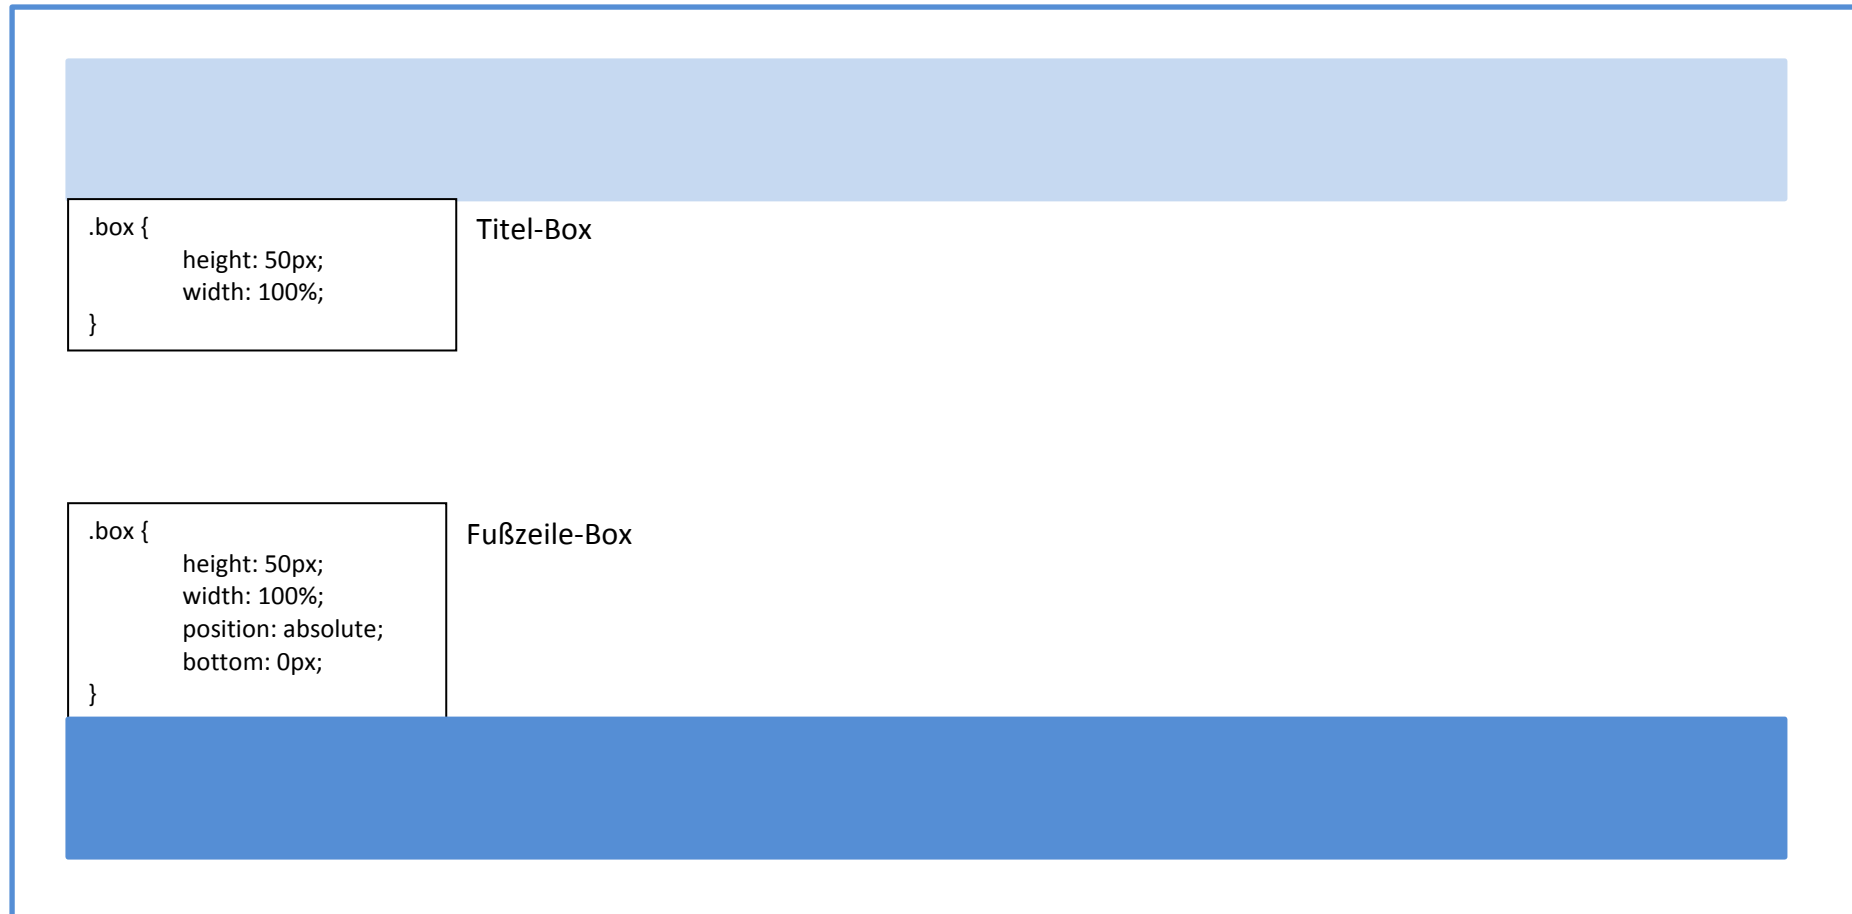 .box {
height: 50px;
width: 100%;
}
Titel-Box
.box {
height: 50px;
width: 100%;
position: absolute;
bottom: 0px;
}
Fußzeile-Box